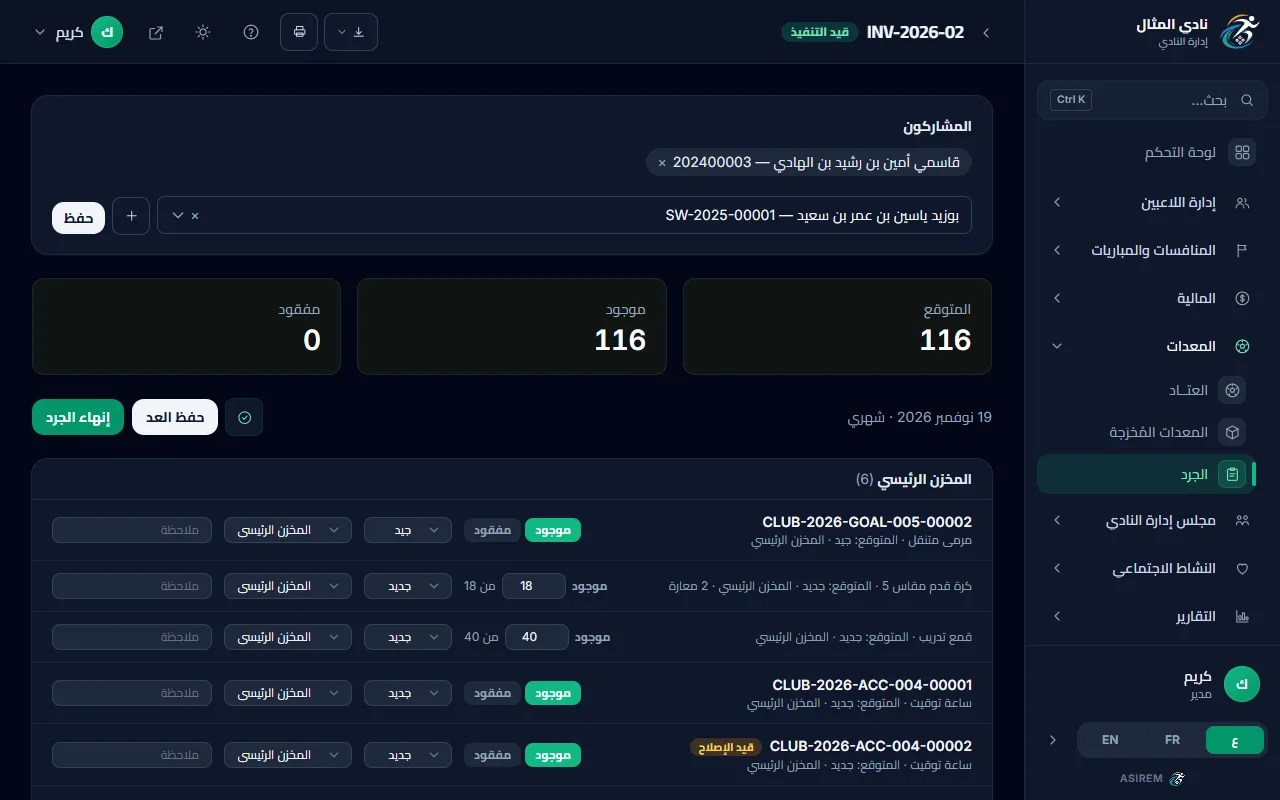 نادي المثال
إدارة النادي
بحث...
Ctrl K
لوحة التحكم
إدارة اللاعبين
المنافسات والمباريات
المالية
المعدات
العتــاد
المعدات المُخرَجة
الجرد
مجلس إدارة النادي
النشاط الاجتماعي
التقارير
ك
كريم
مدير
ع FR EN
ASIREM
INV-2026-02 قيد التنفيذ
ك كريم
المشاركون
قاسمي أمين بن رشيد بن الهادي — 202400003 ×
بوزيد ياسين بن عمر بن سعيد — SW-2025-00001 ×
+ حفظ
المتوقع
116
موجود
116
مفقود
0
19 نوفمبر 2026 · شهري
حفظ العد إنهاء الجرد
المخزن الرئيسي (6)
CLUB-2026-GOAL-005-00002
مرمى متنقل · المتوقع: جيد · المخزن الرئيسي
موجود مفقود جيد المخزن الرئيسي ملاحظة
كرة قدم مقاس 5 · المتوقع: جديد · المخزن الرئيسي · 2 معارة
موجود 18 من 18 جديد المخزن الرئيسي ملاحظة
قمع تدريب · المتوقع: جديد · المخزن الرئيسي
موجود 40 من 40 جديد المخزن الرئيسي ملاحظة
CLUB-2026-ACC-004-00001
ساعة توقيت · المتوقع: جديد · المخزن الرئيسي
موجود مفقود جديد المخزن الرئيسي ملاحظة
CLUB-2026-ACC-004-00002 قيد الإصلاح
ساعة توقيت · المتوقع: جديد · المخزن الرئيسي
موجود مفقود جديد المخزن الرئيسي ملاحظة